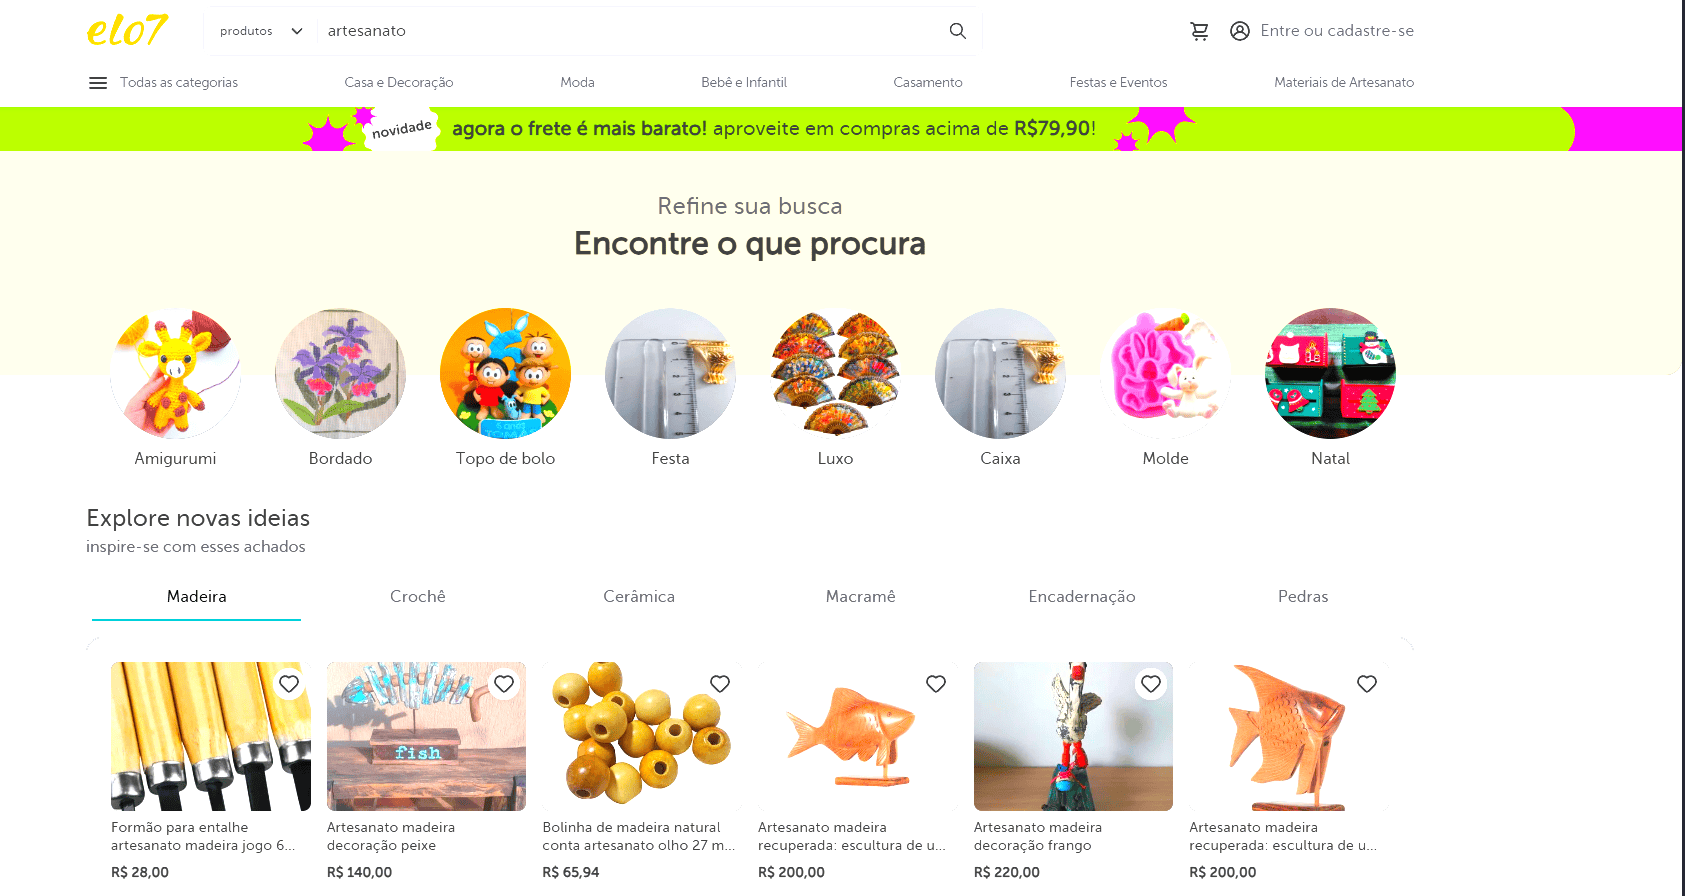 elo7
produtos
artesanato
Entre ou cadastre-se
Todas as categorias
Casa e Decoração
Moda
Bebê e Infantil
Casamento
Festas e Eventos
Materiais de Artesanato
novidade
agora o frete é mais barato! aproveite em compras acima de R$79,90!
Refine sua busca
Encontre o que procura
Amigurumi
Bordado
Topo de bolo
Festa
Luxo
Caixa
Molde
Natal
Explore novas ideias
inspire-se com esses achados
Madeira
Crochê
Cerâmica
Macramê
Encadernação
Pedras
fish
Formão para entalhe
artesanato madeira jogo 6...
R$ 28,00
Artesanato madeira
decoração peixe
R$ 140,00
Bolinha de madeira natural
conta artesanato olho 27 m...
R$ 65,94
Artesanato madeira
recuperada: escultura de u...
R$ 200,00
Artesanato madeira
decoração frango
R$ 220,00
Artesanato madeira
recuperada: escultura de u...
R$ 200,00